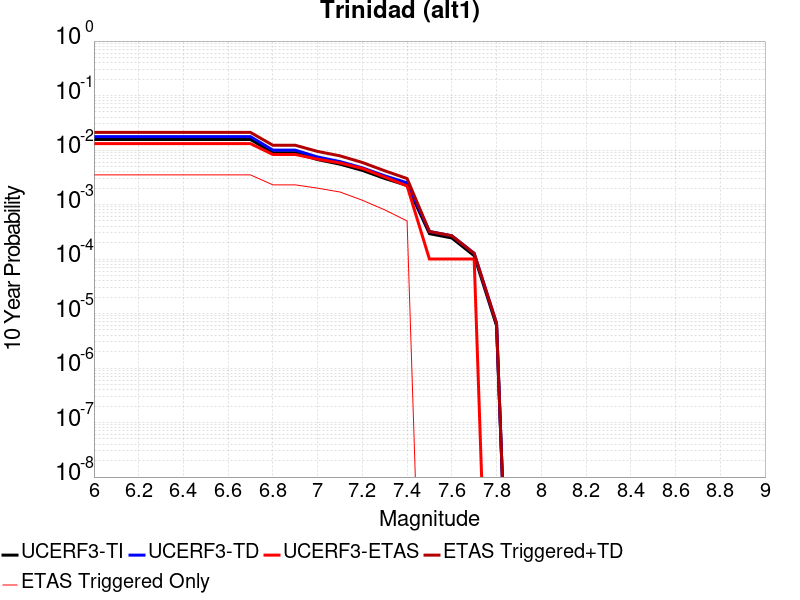 Trinidad (alt1)
10 0
10 -1
10 -2
10 -3
10 -4
10 -5
10 -6
10 -7
10 -8
10 Year Probability
6 6.2 6.4 6.6 6.8 7 7.2 7.4 7.6 7.8 8 8.2 8.4 8.6 8.8 9
Magnitude
UCERF3-TI UCERF3-TD UCERF3-ETAS ETAS Triggered+TD
ETAS Triggered Only